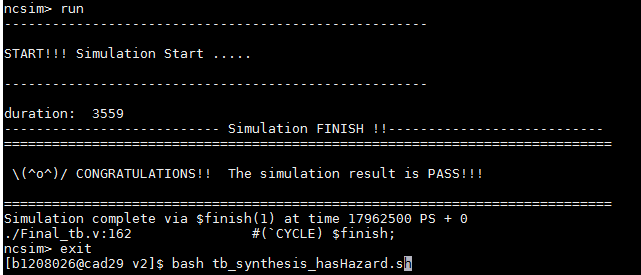 ncsim> run
-----------------------------------------------
START!!! Simulation Start .....
-----------------------------------------------
duration:  3559
--------------------------- Simulation FINISH !!---------------------------
============================================================================
\(^o^)/ CONGRATULATIONS!!  The simulation result is PASS!!!
============================================================================
Simulation complete via $finish(1) at time 17962500 PS + 0
./Final_tb.v:162               #(`CYCLE) $finish;
ncsim> exit
[b1208026@cad29 v2]$ bash tb_synthesis_hasHazard.sh